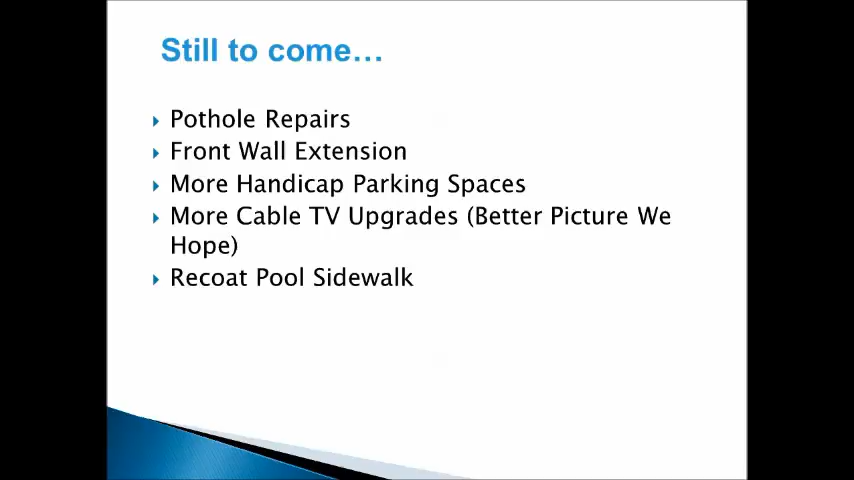 Still to come...
Pothole Repairs
Front Wall Extension
More Handicap Parking Spaces
More Cable TV Upgrades (Better Picture We
Hope)
Recoat Pool Sidewalk